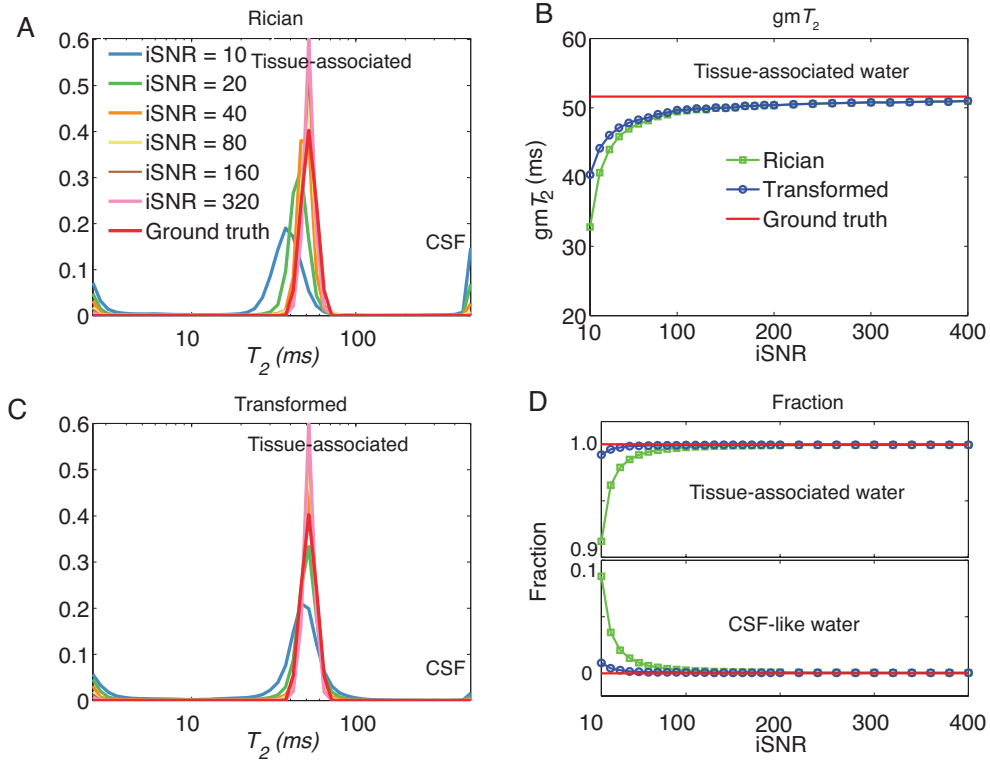 A
Rician
0.6
0.5
0.4
0.3
0.2
0.1
0
iSNR = 10
iSNR = 20
iSNR = 40
iSNR = 80
iSNR = 160
iSNR = 320
Ground truth
Tissue-associated
CSF
10
100
T2 (ms)
B
gmT2
60
50
40
30
20
gmT2 (ms)
Tissue-associated water
Rician
Transformed
Ground truth
10
100
200
300
400
iSNR
C
Transformed
0.6
0.5
0.4
0.3
0.2
0.1
0
Tissue-associated
CSF
10
100
T2 (ms)
D
Fraction
1.0
0.9
Tissue-associated water
0.1
0
CSF-like water
Fraction
10
100
200
300
400
iSNR